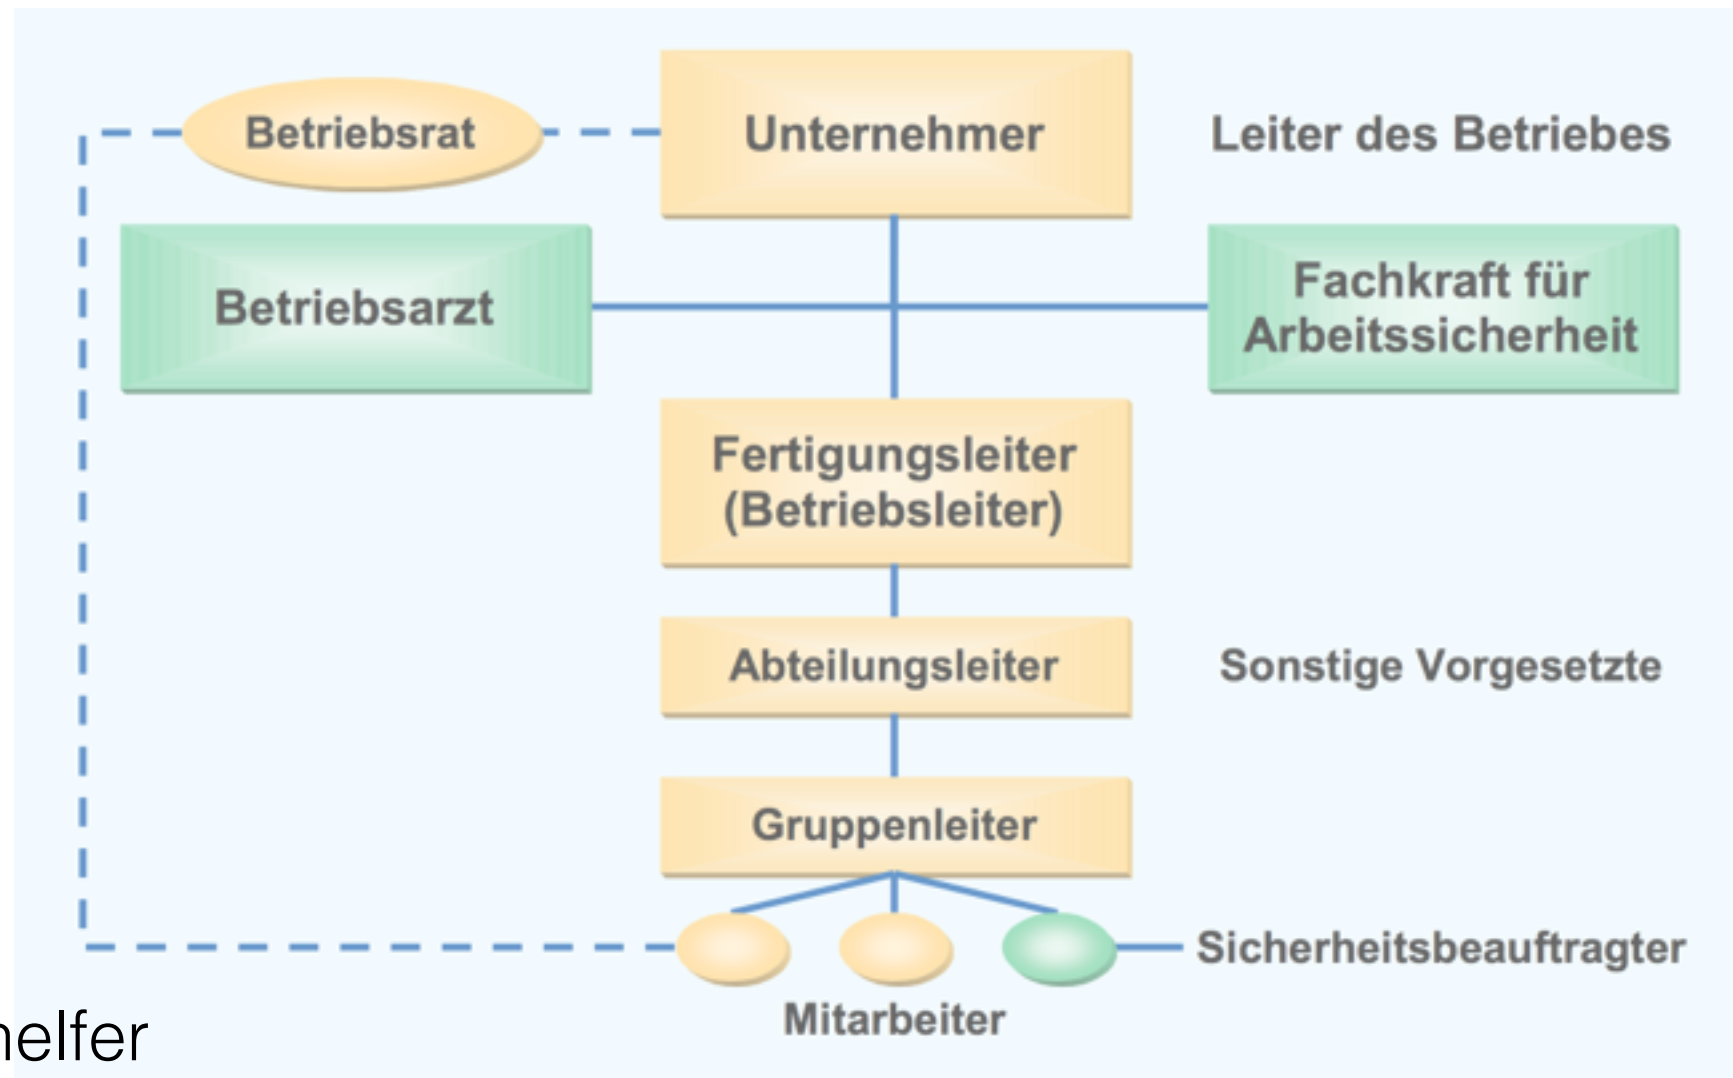 Betriebsrat
Unternehmer
Leiter des Betriebes
Betriebsarzt
Fachkraft für
Arbeitssicherheit
Fertigungsleiter
(Betriebsleiter)
Abteilungsleiter
Sonstige Vorgesetzte
Gruppenleiter
Sicherheitsbeauftragter
Mitarbeiter